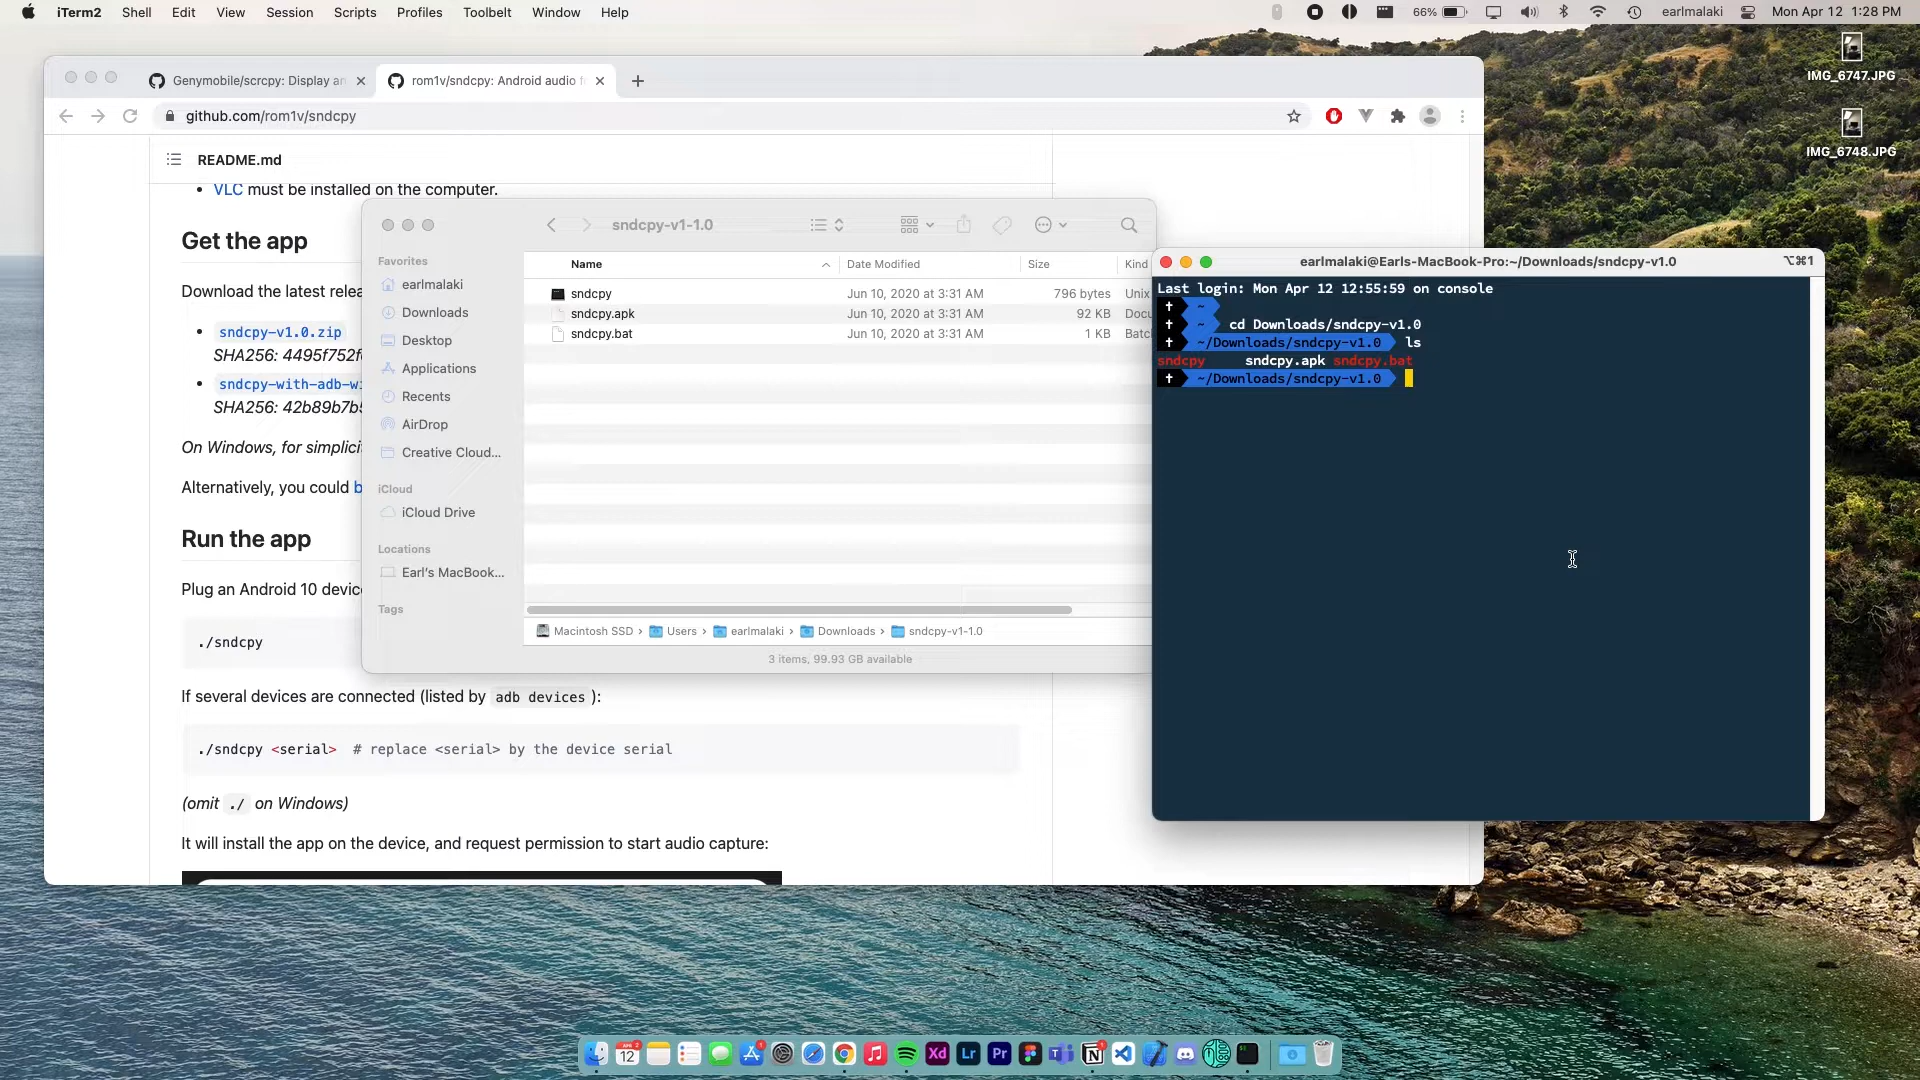 iTerm2 Shell Edit View Session Scripts Profiles Toolbelt Window Help
66% earlmalaki Mon Apr 12 1:28 PM
IMG_6747.JPG
IMG_6748.JPG
Genymobile/scrcpy: Display an
rom1v/sndcpy: Android audio f
github.com/rom1v/sndcpy
README.md
• VLC must be installed on the computer.
Get the app
Download the latest relea
• sndcpy-v1.0.zip
SHA256: 4495f752f
• sndcpy-with-adb-wi
SHA256: 42b89b7b
On Windows, for simplici
Alternatively, you could b
Run the app
Plug an Android 10 devic
./sndcpy
If several devices are connected (listed by adb devices ):
./sndcpy <serial> # replace <serial> by the device serial
(omit ./ on Windows)
It will install the app on the device, and request permission to start audio capture:
sndcpy-v1-1.0
Favorites
earlmalaki
Downloads
Desktop
Applications
Recents
AirDrop
Creative Cloud...
iCloud
iCloud Drive
Locations
Earl's MacBook...
Tags
Name Date Modified Size Kind
sndcpy Jun 10, 2020 at 3:31 AM 796 bytes Unix
sndcpy.apk Jun 10, 2020 at 3:31 AM 92 KB Docu
sndcpy.bat Jun 10, 2020 at 3:31 AM 1 KB Batc
Macintosh SSD › Users › earlmalaki › Downloads › sndcpy-v1-1.0
3 items, 99.93 GB available
earlmalaki@Earls-MacBook-Pro:~/Downloads/sndcpy-v1.0 ⌥⌘1
Last login: Mon Apr 12 12:55:59 on console
✝ ~
✝ ~ cd Downloads/sndcpy-v1.0
✝ ~/Downloads/sndcpy-v1.0 ls
sndcpy sndcpy.apk sndcpy.bat
✝ ~/Downloads/sndcpy-v1.0
12 Xd Lr Pr